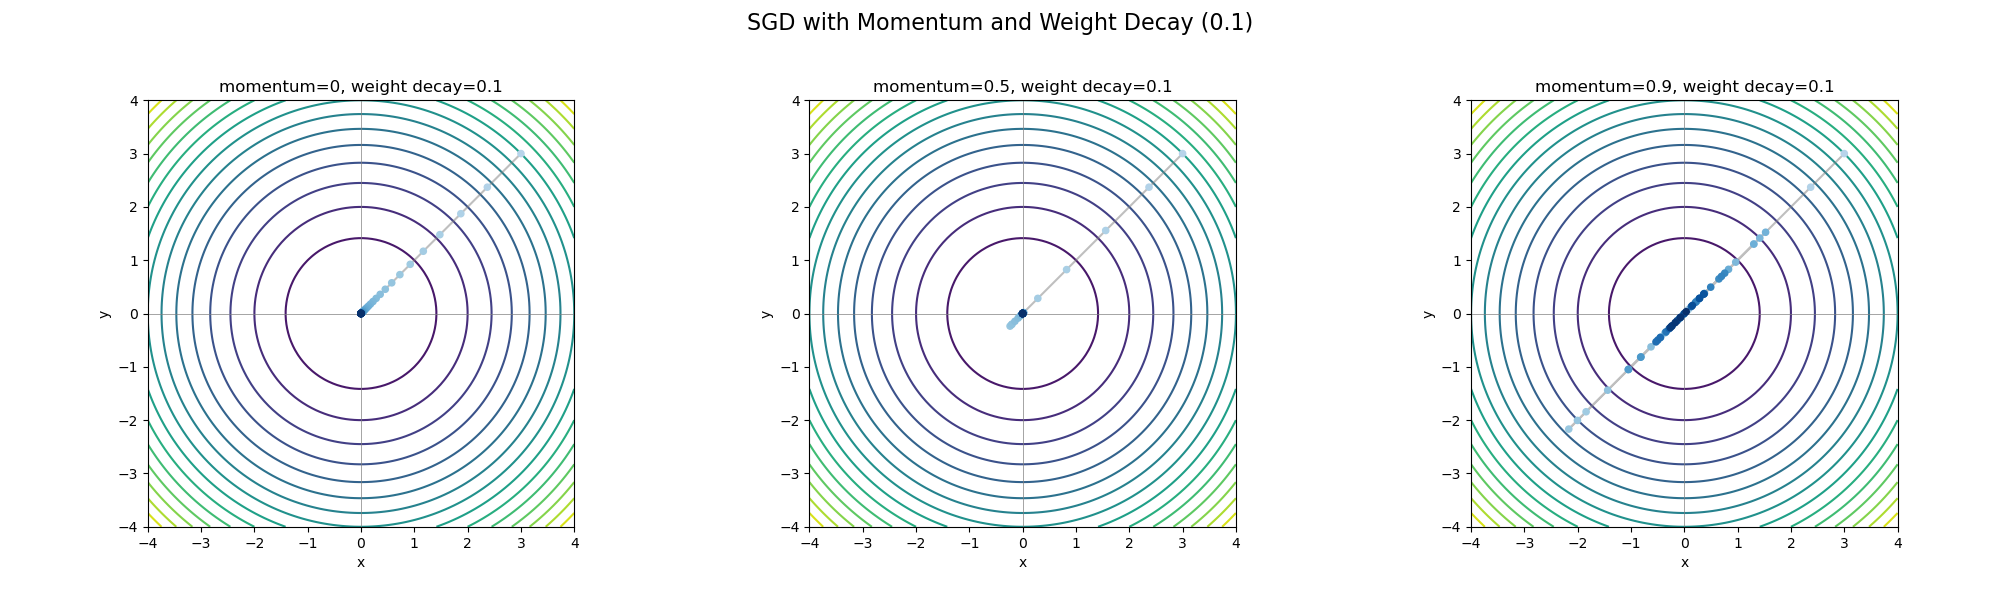 SGD with Momentum and Weight Decay (0.1)
momentum=0, weight decay=0.1
4
3
2
1
0
−1
−2
−3
−4
y
−4 −3 −2 −1 0 1 2 3 4
x
momentum=0.5, weight decay=0.1
4
3
2
1
0
−1
−2
−3
−4
y
−4 −3 −2 −1 0 1 2 3 4
x
momentum=0.9, weight decay=0.1
4
3
2
1
0
−1
−2
−3
−4
y
−4 −3 −2 −1 0 1 2 3 4
x